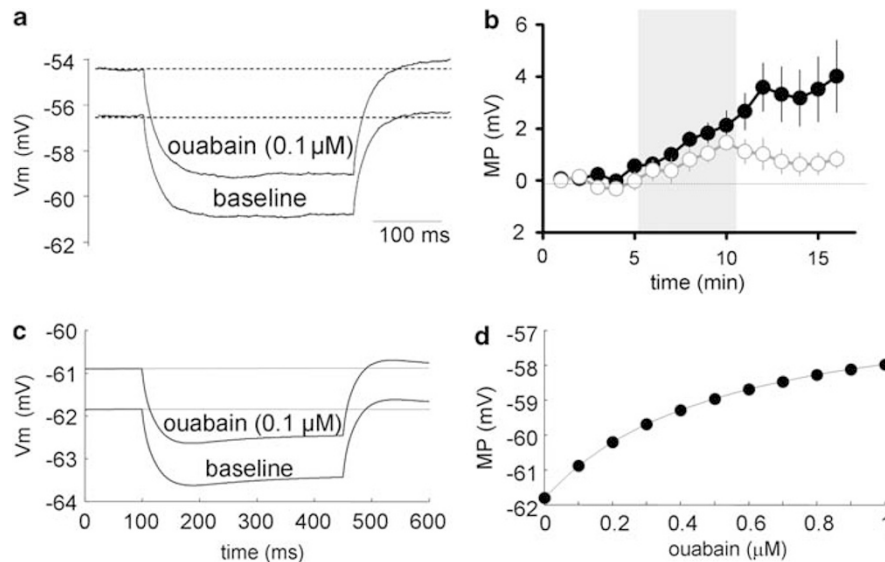 a
Vm (mV)
-54
-56
-58
-60
-62
ouabain (0.1 µM)
baseline
100 ms
b
MP (mV)
6
4
2
0
2
0
5
10
15
time (min)
c
Vm (mV)
-60
-61
-62
-63
-64
ouabain (0.1 µM)
baseline
0
100
200
300
400
500
600
time (ms)
d
MP (mV)
-57
-58
-59
-60
-61
-62
0
0.2
0.4
0.6
0.8
1
ouabain (µM)